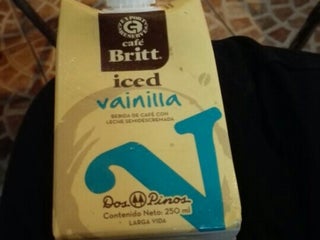 café
Britt
iced
vainilla
BEBIDA DE CAFÉ CON
LECHE SEMIDESCREMADA
Dos Pinos
Contenido Neto: 250 ml
LARGA VIDA